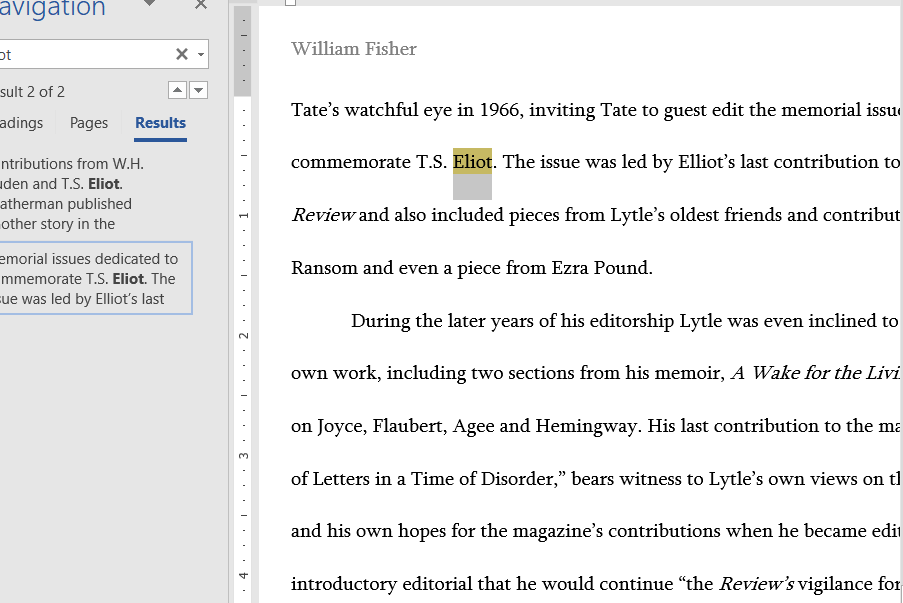 avigation
ot
sult 2 of 2
adings Pages Results
ntributions from W.H.
uden and T.S. Eliot.
atherman published
nother story in the
emorial issues dedicated to
mmemorate T.S. Eliot. The
sue was led by Elliot's last
1
2
3
4
William Fisher
Tate's watchful eye in 1966, inviting Tate to guest edit the memorial issu
commemorate T.S. Eliot. The issue was led by Elliot's last contribution to
Review and also included pieces from Lytle's oldest friends and contribut
Ransom and even a piece from Ezra Pound.
During the later years of his editorship Lytle was even inclined to
own work, including two sections from his memoir, A Wake for the Livi
on Joyce, Flaubert, Agee and Hemingway. His last contribution to the ma
of Letters in a Time of Disorder,” bears witness to Lytle's own views on t
and his own hopes for the magazine's contributions when he became edit
introductory editorial that he would continue “the Review's vigilance for